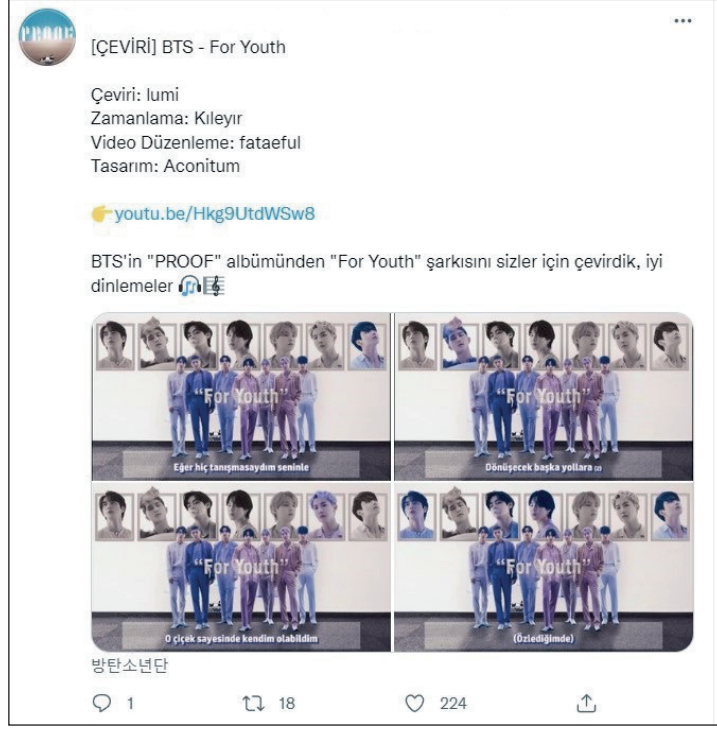 PROOF
[ÇEVİRİ] BTS - For Youth
Çeviri: lumi
Zamanlama: Kıleyır
Video Düzenleme: fataeful
Tasarım: Aconitum
👉youtu.be/Hkg9UtdWSw8
BTS'in "PROOF" albümünden "For Youth" şarkısını sizler için çevirdik, iyi
dinlemeler 🎧🎼
"For Youth"
Eğer hiç tanışmasaydım seninle
"For Youth"
Dönüşecek başka yollara
"For Youth"
O çiçek sayesinde kendim olabildim
"For Youth"
(Özlediğimde)
방탄소년단
1 18 224